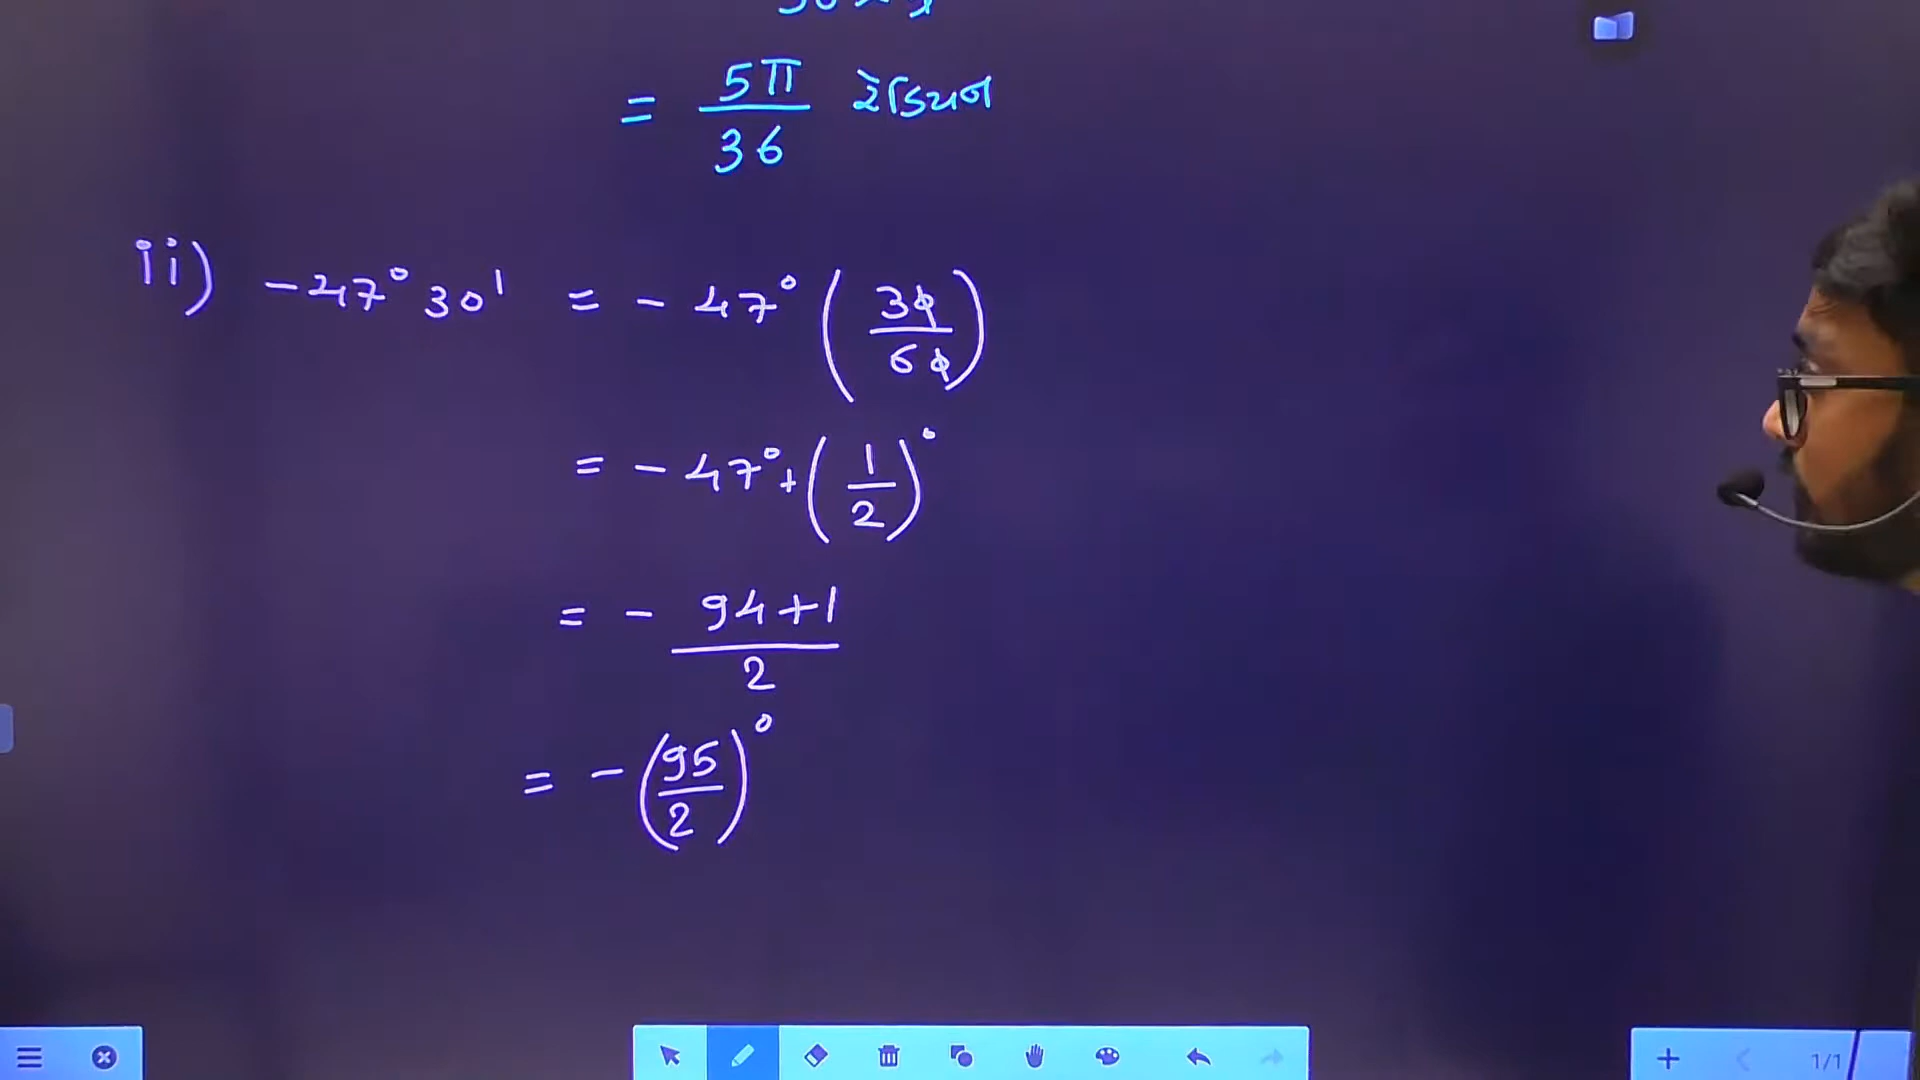 = 5π/36 રેડિયન
ii) -47° 30' = - 47° (30/60)
= - 47° + (1/2)°
= - 94+1/2
= - (95/2)°
1/1